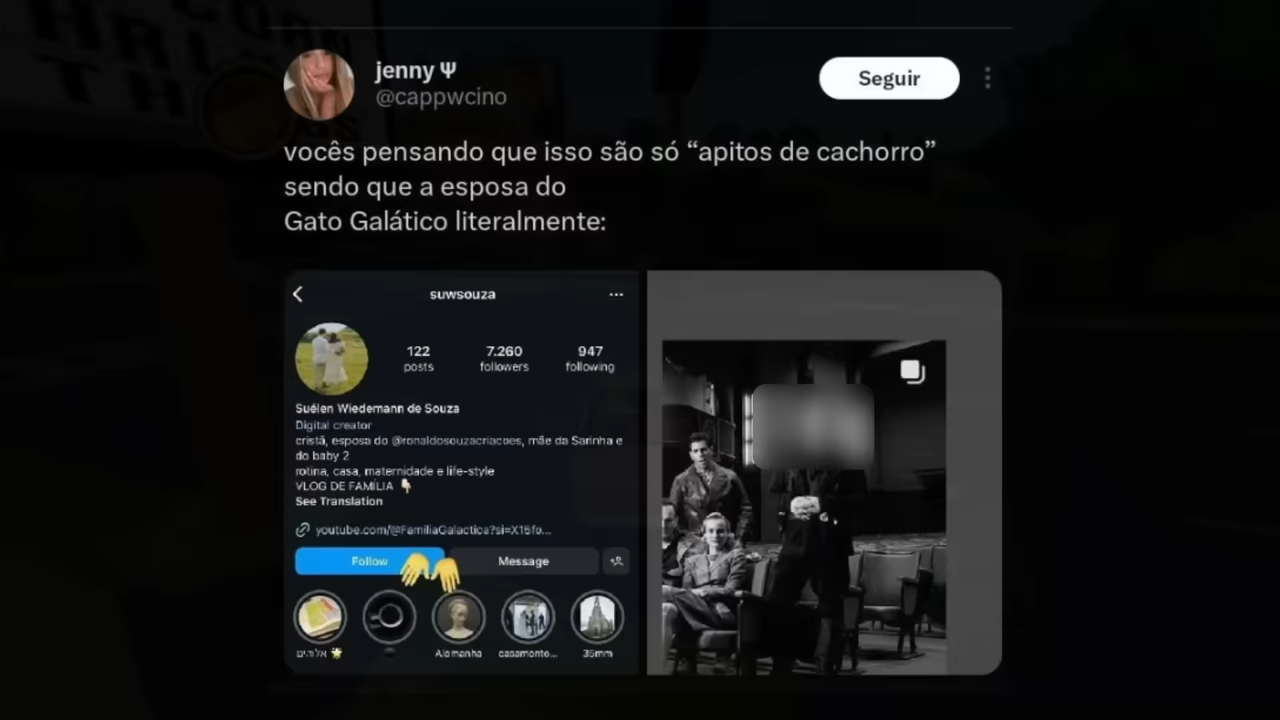 jenny Ψ
@cappwcino
Seguir
vocês pensando que isso são só “apitos de cachorro”
sendo que a esposa do
Gato Galático literalmente:
suwsouza
122
posts
7.260
followers
947
following
Suélen Wiedemann de Souza
Digital creator
cristã, esposa do @ronaldosouzacriacoes, mãe da Sarinha e
do baby 2
rotina, casa, maternidade e life-style
VLOG DE FAMÍLIA 👇🏻
See Translation
youtube.com/@FamiliaGalactica?si=X15fo...
Follow
Message
אלוהים 🌟
Alemanha
casamento...
35mm